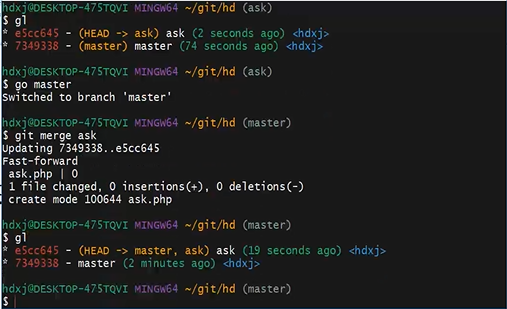 hdxj@DESKTOP-475TQVI MINGW64 ~/git/hd (ask)
$ gl
* e5cc645 - (HEAD -> ask) ask (2 seconds ago) <hdxj>
* 7349338 - (master) master (74 seconds ago) <hdxj>
hdxj@DESKTOP-475TQVI MINGW64 ~/git/hd (ask)
$ go master
Switched to branch 'master'
hdxj@DESKTOP-475TQVI MINGW64 ~/git/hd (master)
$ git merge ask
Updating 7349338..e5cc645
Fast-forward
ask.php | 0
1 file changed, 0 insertions(+), 0 deletions(-)
create mode 100644 ask.php
hdxj@DESKTOP-475TQVI MINGW64 ~/git/hd (master)
$ gl
* e5cc645 - (HEAD -> master, ask) ask (19 seconds ago) <hdxj>
* 7349338 - master (2 minutes ago) <hdxj>
hdxj@DESKTOP-475TQVI MINGW64 ~/git/hd (master)
$